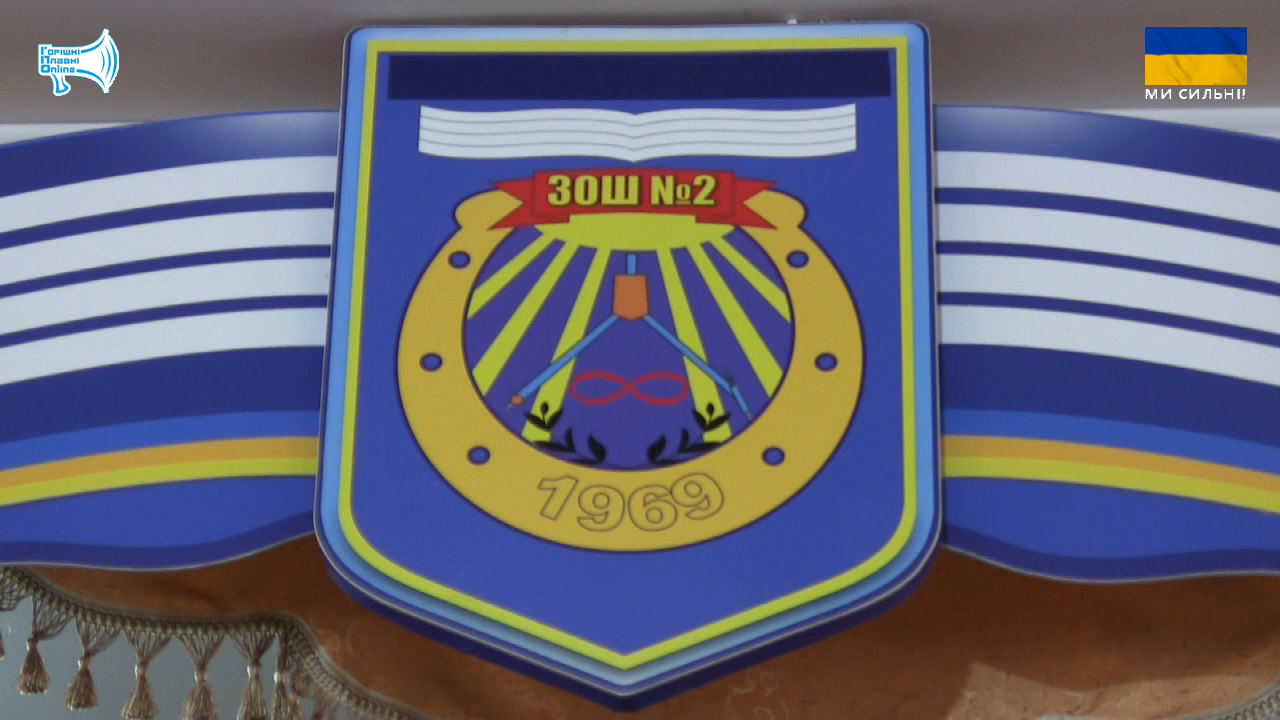 Горішні
Плавні
Online
МИ СИЛЬНІ!
ЗОШ №2
1969